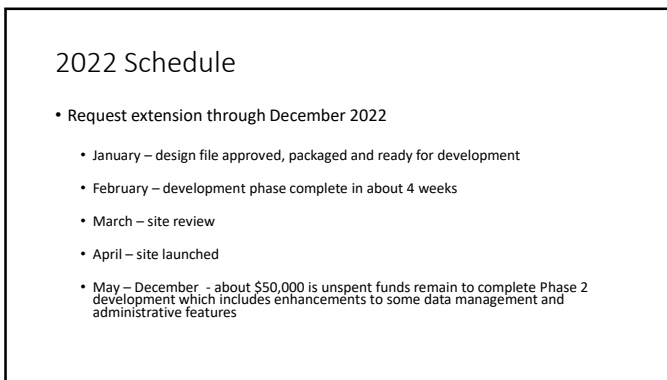 2022 Schedule
• Request extension through December 2022
• January – design file approved, packaged and ready for development
• February – development phase complete in about 4 weeks
• March – site review
• April – site launched
• May – December  - about $50,000 is unspent funds remain to complete Phase 2
development which includes enhancements to some data management and
administrative features